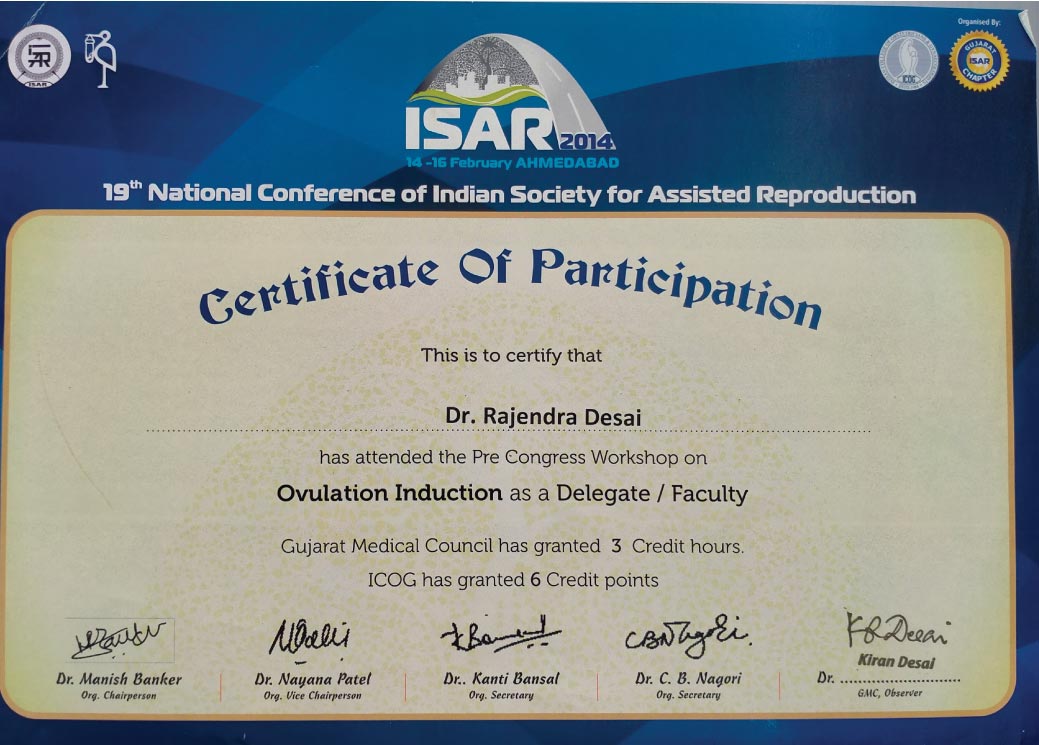 ISAR
Organised By:
GUJARAT
ISAR
CHAPTER
ISAR 2014
14 -16 February AHMEDABAD
19th National Conference of Indian Society for Assisted Reproduction
Certificate Of Participation
This is to certify that
Dr. Rajendra Desai
has attended the Pre Congress Workshop on
Ovulation Induction as a Delegate / Faculty
Gujarat Medical Council has granted 3 Credit hours.
ICOG has granted 6 Credit points
Dr. Manish Banker
Org. Chairperson
Dr. Nayana Patel
Org. Vice Chairperson
Dr.. Kanti Bansal
Org. Secretary
Dr. C. B. Nagori
Org. Secretary
Kiran Desai
Dr. ..............................
GMC, Observer